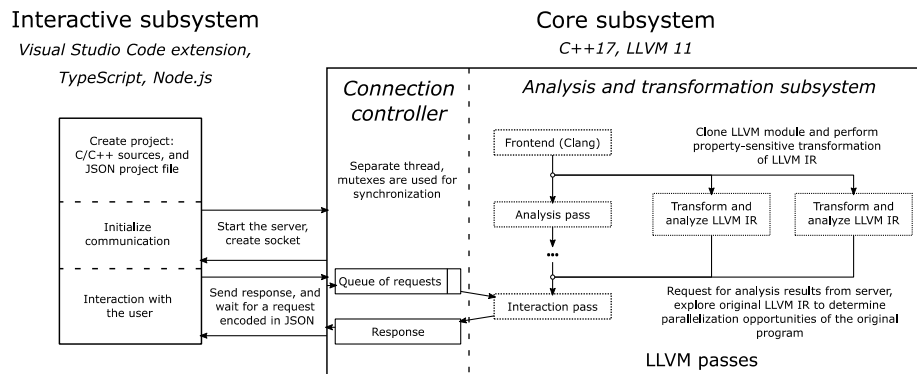 Interactive subsystem
Visual Studio Code extension,
TypeScript, Node.js
Core subsystem
C++17, LLVM 11
Connection
controller
Analysis and transformation subsystem
Create project:
C/C++ sources, and
JSON project file
Initialize
communication
Interaction with
the user
Start the server,
create socket
Send response, and
wait for a request
encoded in JSON
Separate thread,
mutexes are used for
synchronization
Queue of requests
Response
Frontend (Clang)
Analysis pass
...
Interaction pass
Clone LLVM module and perform
property-sensitive transformation
of LLVM IR
Transform and
analyze LLVM IR
Transform and
analyze LLVM IR
Request for analysis results from server,
explore original LLVM IR to determine
parallelization opportunities of the original
program
LLVM passes